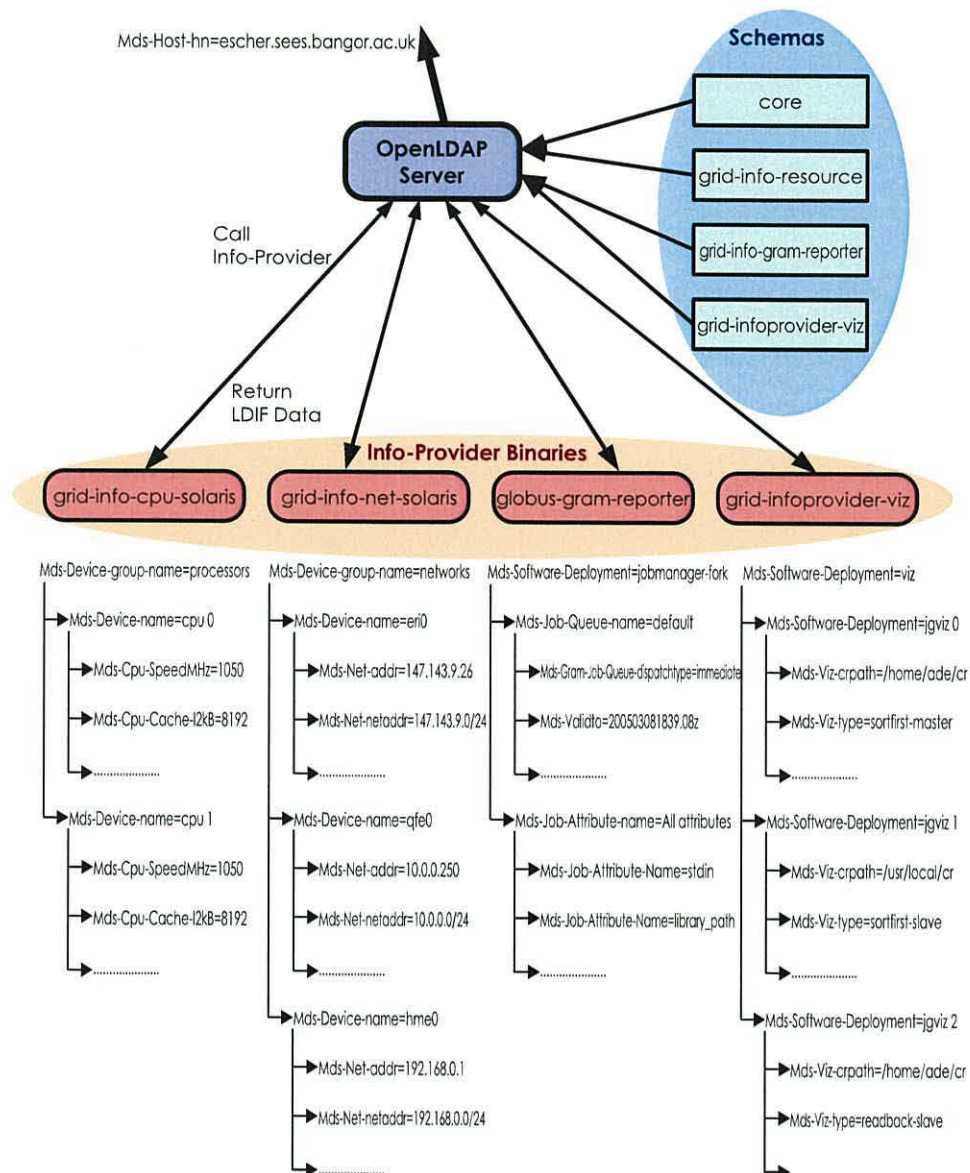 Mds-Host-hn=escher.sees.bangor.ac.uk
Schemas
core
grid-info-resource
grid-info-gram-reporter
grid-infoprovider-viz
OpenLDAP
Server
Call
Info-Provider
Return
LDIF Data
Info-Provider Binaries
grid-info-cpu-solaris
grid-info-net-solaris
globus-gram-reporter
grid-infoprovider-viz
Mds-Device-group-name=processors
Mds-Device-name=cpu 0
Mds-Cpu-SpeedMHz=1050
Mds-Cpu-Cache-l2kB=8192
.....................
Mds-Device-name=cpu 1
Mds-Cpu-SpeedMHz=1050
Mds-Cpu-Cache-l2kB=8192
.....................
Mds-Device-group-name=networks
Mds-Device-name=eri0
Mds-Net-addr=147.143.9.26
Mds-Net-netaddr=147.143.9.0/24
.....................
Mds-Device-name=qfe0
Mds-Net-addr=10.0.0.250
Mds-Net-netaddr=10.0.0.0/24
.....................
Mds-Device-name=hme0
Mds-Net-addr=192.168.0.1
Mds-Net-netaddr=192.168.0.0/24
.....................
Mds-Software-Deployment=jobmanager-fork
Mds-Job-Queue-name=default
Mds-Gram-Job-Queue-dispatchtype=immediate
Mds-Validto=200503081839.08z
.....................
Mds-Job-Attribute-name=All attributes
Mds-Job-Attribute-Name=stdin
Mds-Job-Attribute-Name=library_path
.....................
Mds-Software-Deployment=viz
Mds-Software-Deployment=jgviz 0
Mds-Viz-crpath=/home/ade/cr
Mds-Viz-type=sortfirst-master
.....................
Mds-Software-Deployment=jgviz 1
Mds-Viz-crpath=/usr/local/cr
Mds-Viz-type=sortfirst-slave
.....................
Mds-Software-Deployment=jgviz 2
Mds-Viz-crpath=/home/ade/cr
Mds-Viz-type=readback-slave